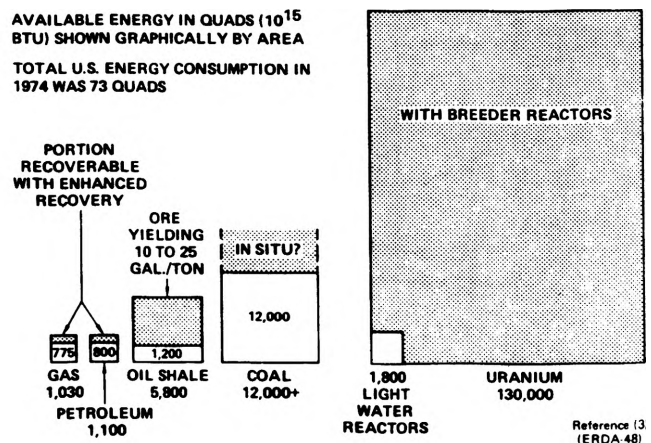 AVAILABLE ENERGY IN QUADS (10¹⁵
BTU) SHOWN GRAPHICALLY BY AREA
TOTAL U.S. ENERGY CONSUMPTION IN
1974 WAS 73 QUADS
PORTION
RECOVERABLE
WITH ENHANCED
RECOVERY
ORE
YIELDING
10 TO 25
GAL./TON
IN SITU?
WITH BREEDER REACTORS
775
800
1,200
12,000
GAS
1,030
PETROLEUM
1,100
OIL SHALE
5,800
COAL
12,000+
1,800
LIGHT
WATER
REACTORS
URANIUM
130,000
Reference (3
(ERDA-48)